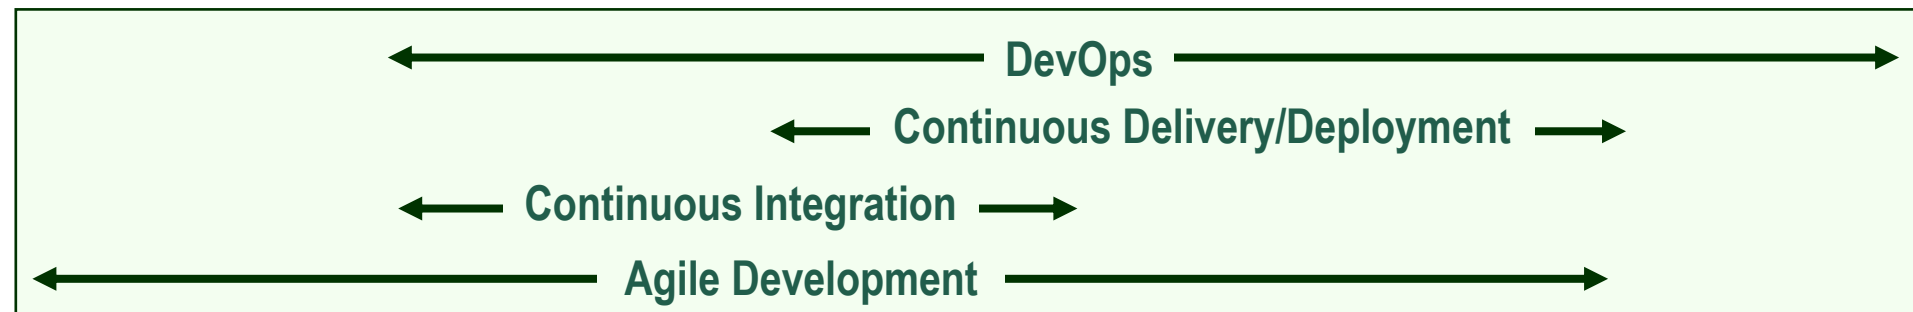 DevOps
Continuous Delivery/Deployment
Continuous Integration
Agile Development